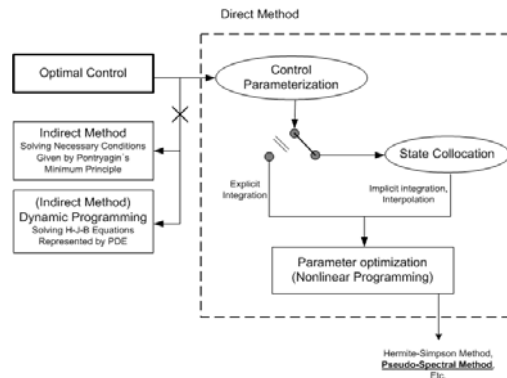 Direct Method
Optimal Control
Control
Parameterization
Indirect Method
Solving Necessary Conditions
Given by Pontryagin's
Minimum Principle
State Collocation
Explicit
Integration
Implicit integration,
Interpolation
(Indirect Method)
Dynamic Programming
Solving H-J-B Equations
Represented by PDE
Parameter optimization
(Nonlinear Programming)
Hermite-Simpson Method,
Pseudo-Spectral Method,
Etc.